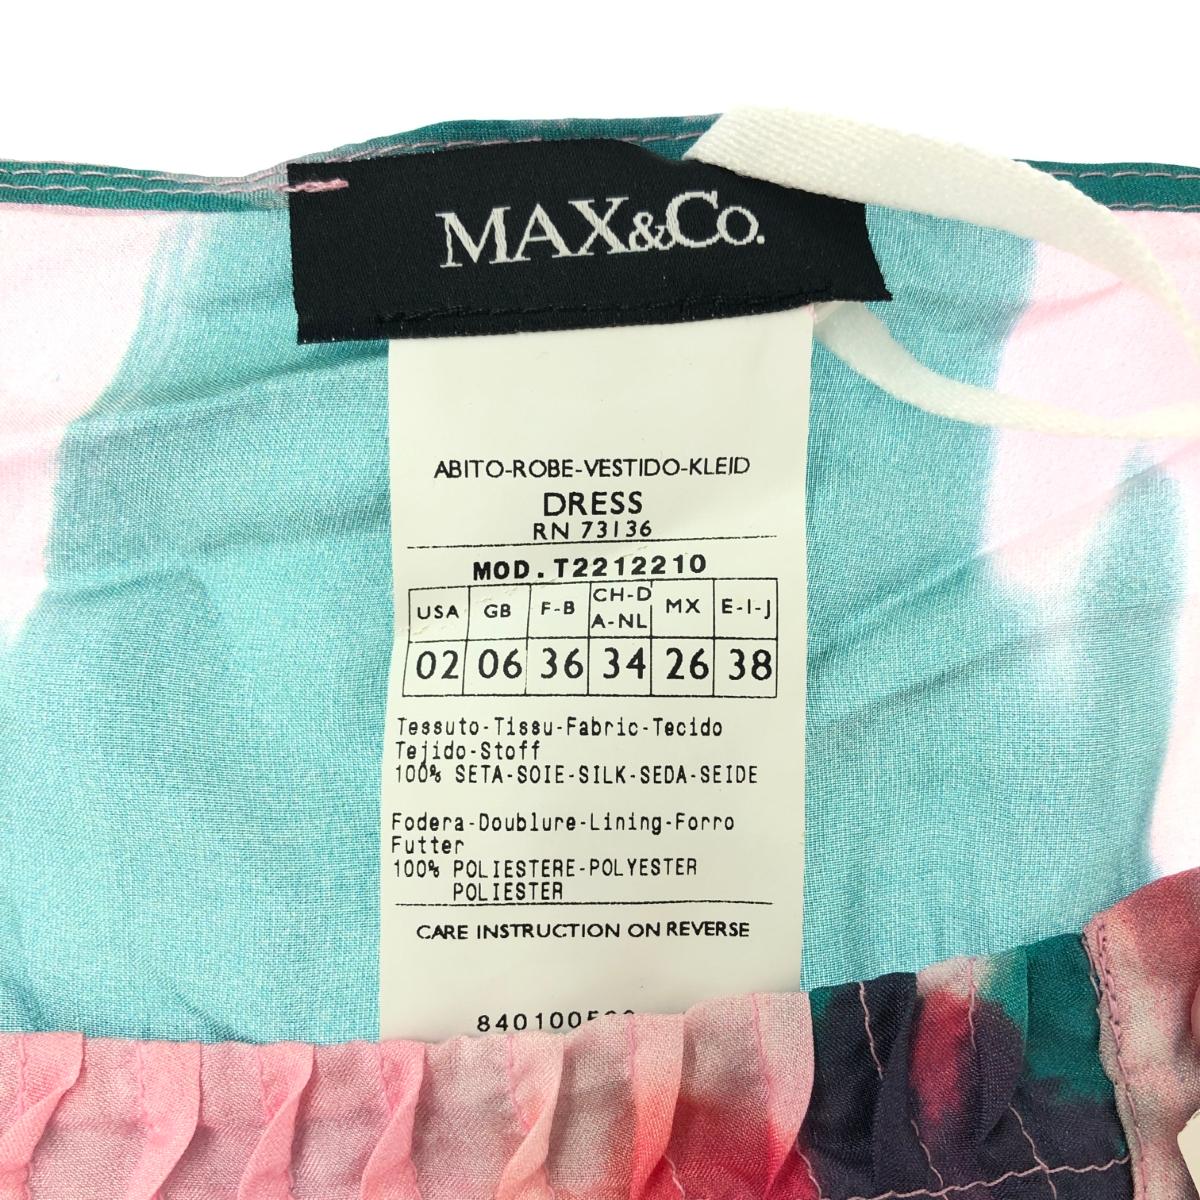 MAX&Co.
ABITO-ROBE-VESTIDO-KLEID
DRESS
RN 73136
MOD. T2212210
USA GB F-B CH-D A-NL MX E-I-J
02 06 36 34 26 38
Tessuto-Tissu-Fabric-Tecido
Tejido-Stoff
100% SETA-SOIE-SILK-SEDA-SEIDE
Fodera-Doublure-Lining-Forro
Futter
100% POLIESTERE-POLYESTER
POLIESTER
CARE INSTRUCTION ON REVERSE